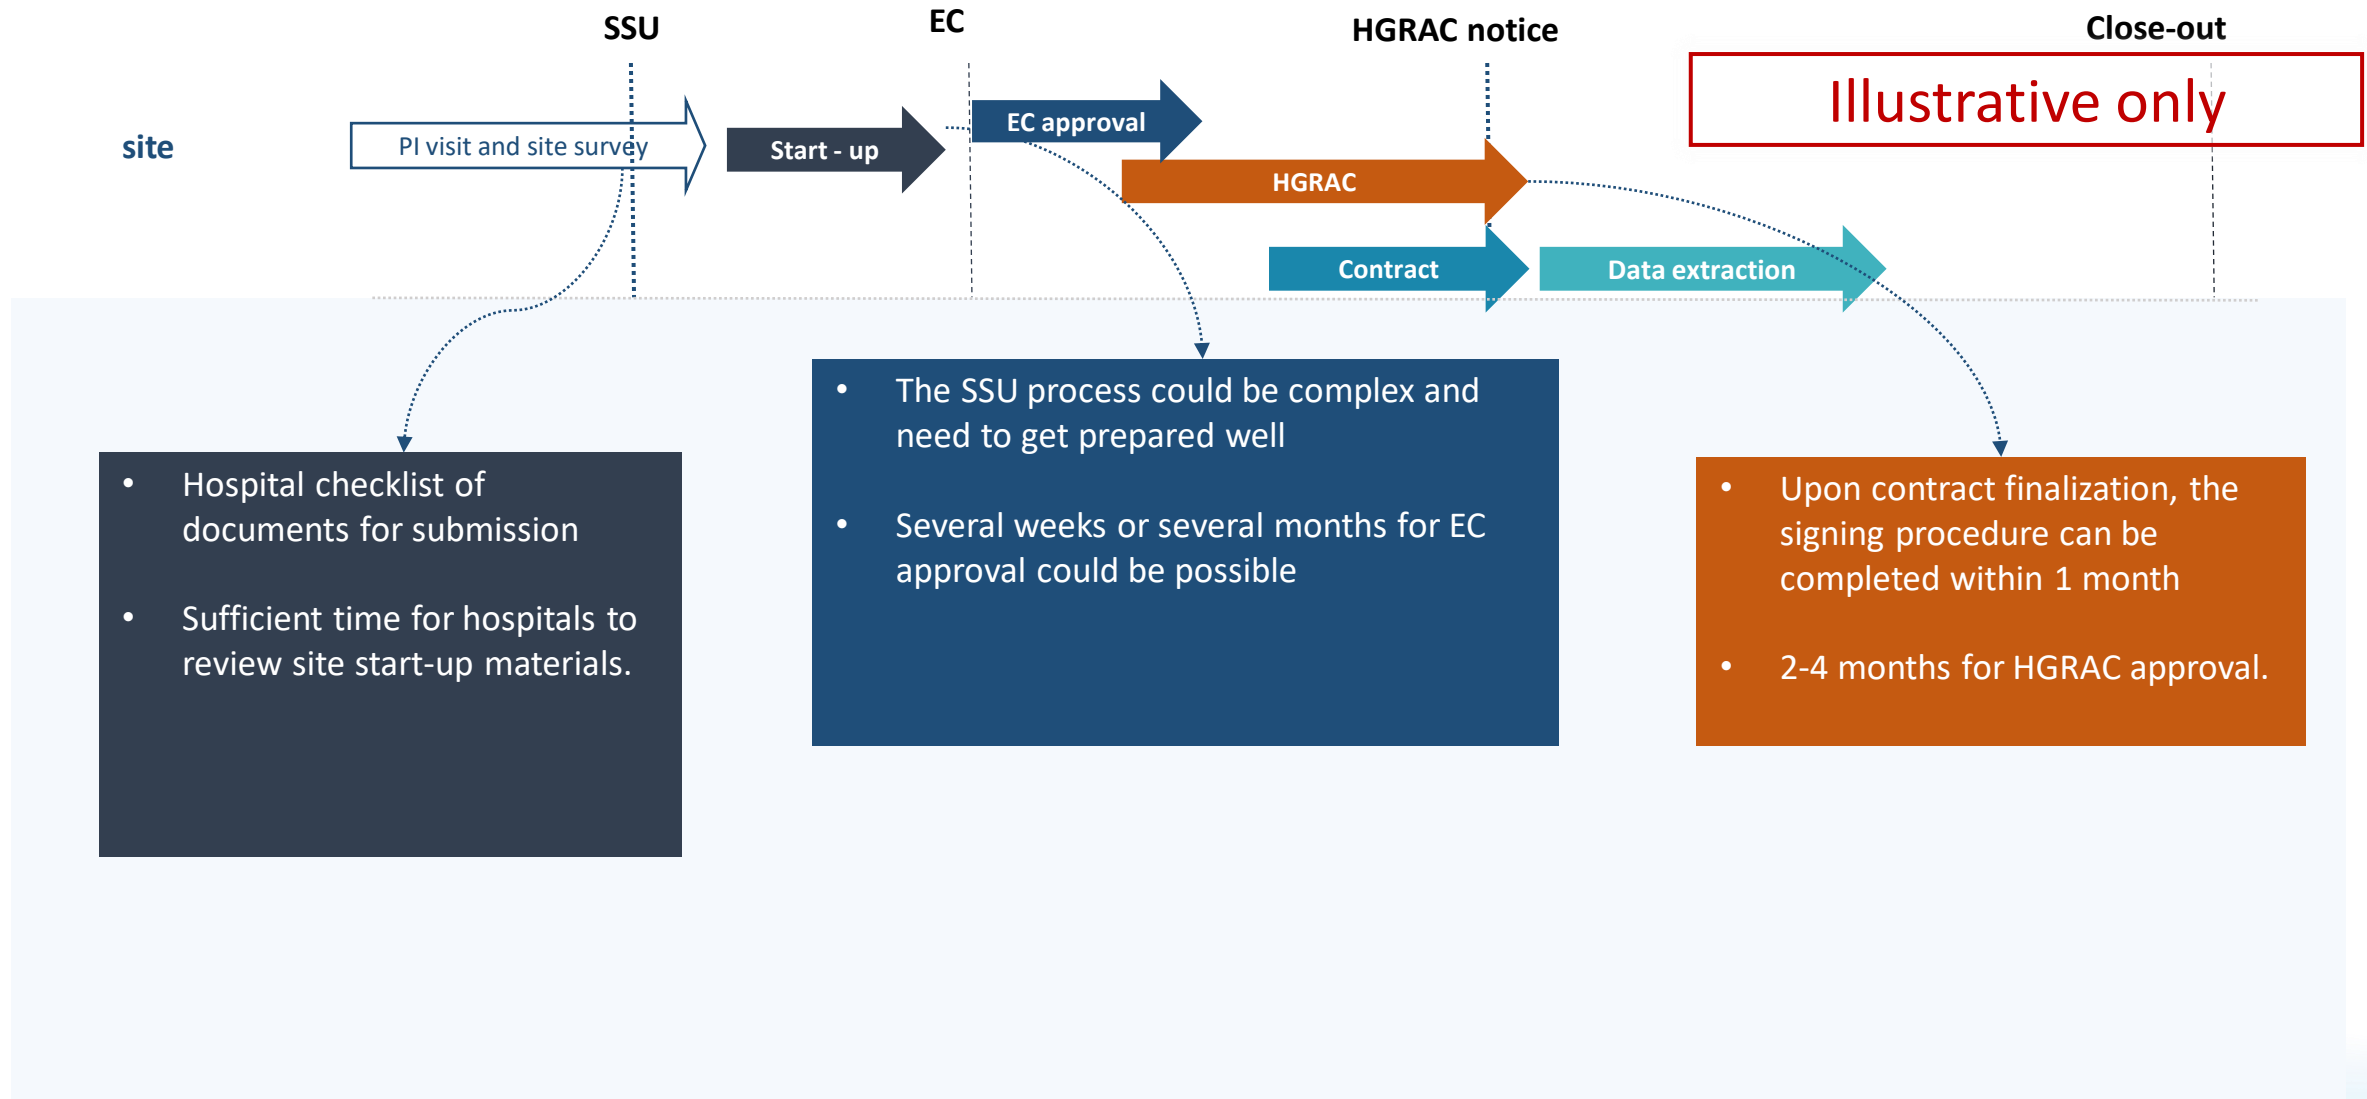 SSU
EC
HGRAC notice
Close-out
Illustrative only
site
PI visit and site survey
Start - up
EC approval
HGRAC
Contract
Data extraction
• Hospital checklist of
documents for submission
• Sufficient time for hospitals to
review site start-up materials.
• The SSU process could be complex and
need to get prepared well
• Several weeks or several months for EC
approval could be possible
• Upon contract finalization, the
signing procedure can be
completed within 1 month
• 2-4 months for HGRAC approval.